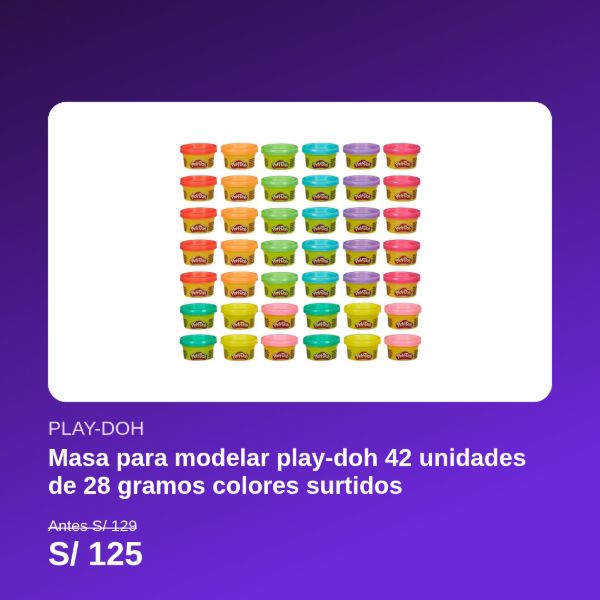 PLAY-DOH
Masa para modelar play-doh 42 unidades
de 28 gramos colores surtidos
Antes S/ 129
S/ 125